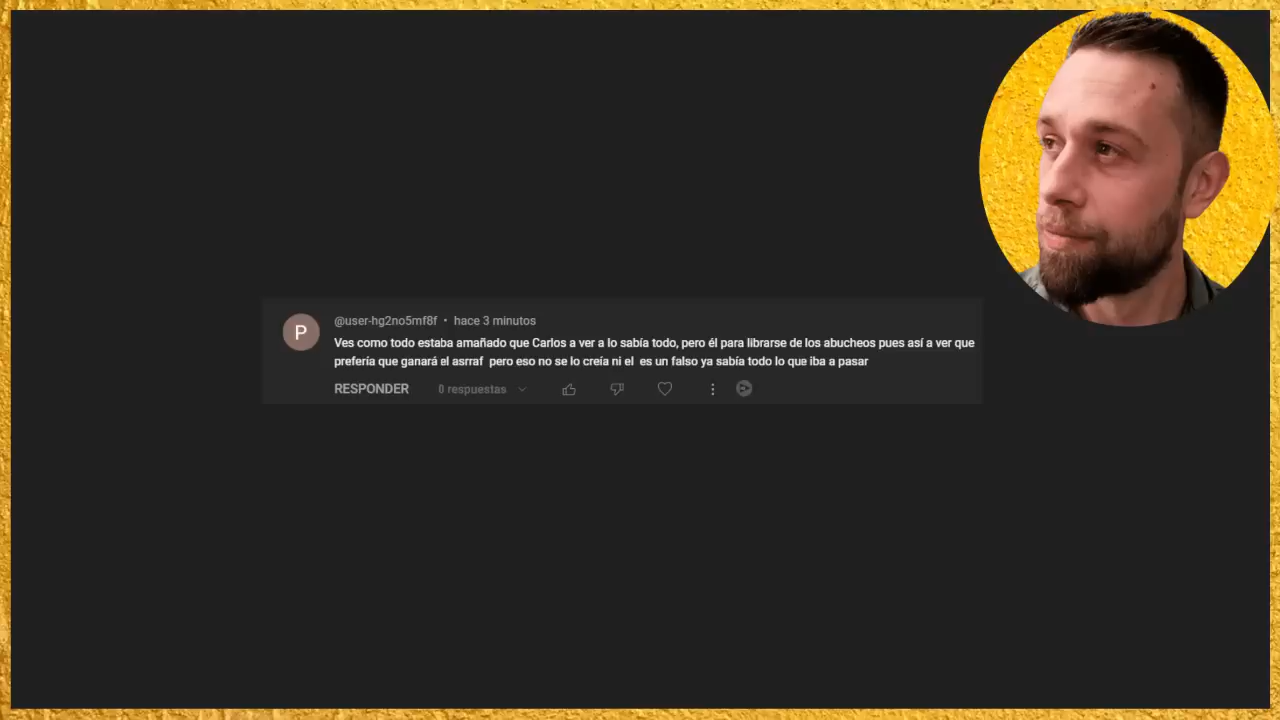 P
@user-hg2no5mf8f • hace 3 minutos
Ves como todo estaba amañado que Carlos a ver a lo sabía todo, pero él para librarse de los abucheos pues así a ver que
prefería que ganará el asrraf pero eso no se lo creía ni el es un falso ya sabía todo lo que iba a pasar
RESPONDER 0 respuestas